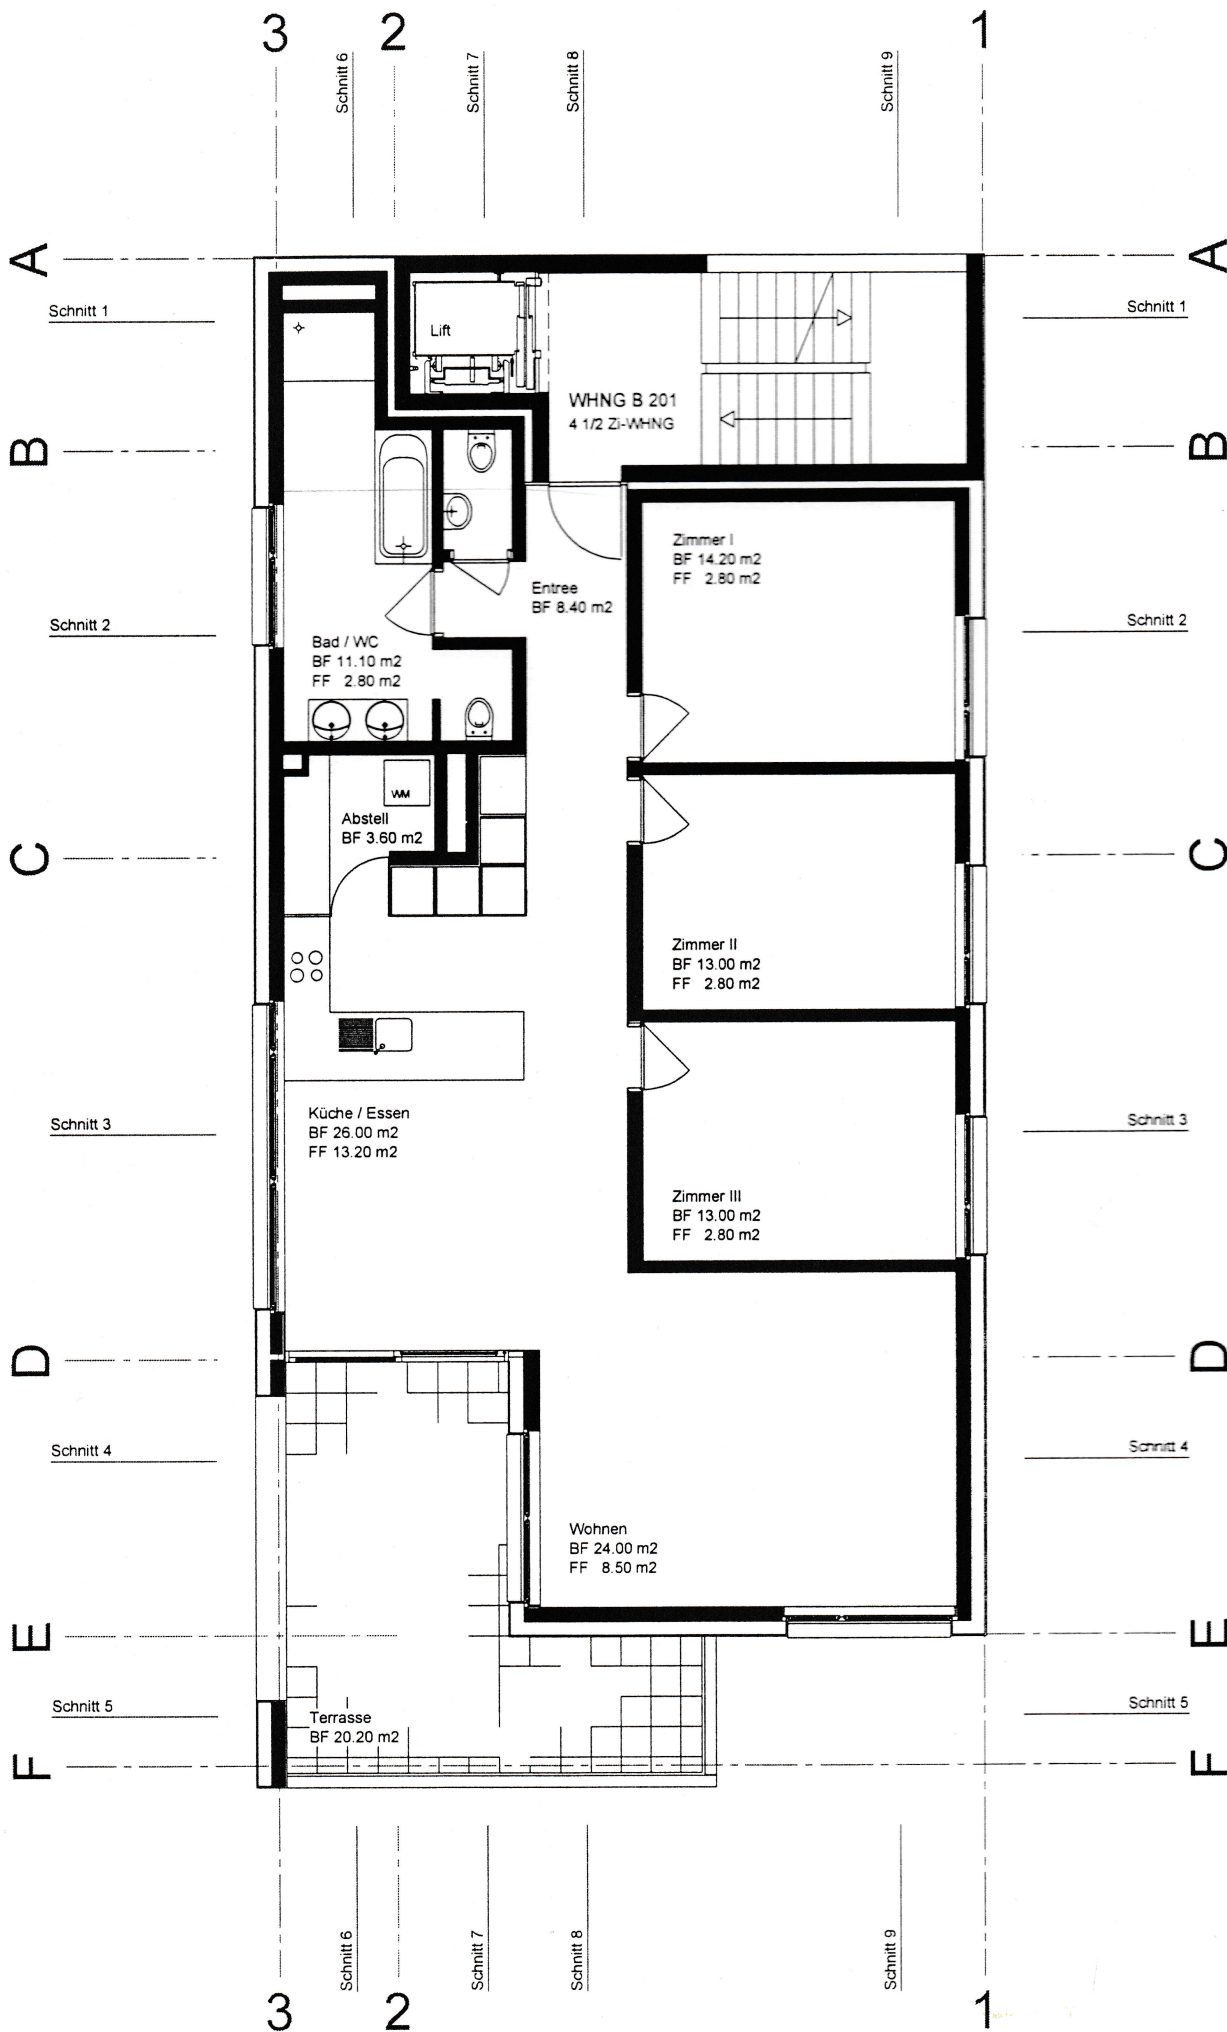 3 2 1
Schnitt 6
Schnitt 7
Schnitt 8
Schnitt 9
A A
Schnitt 1 Schnitt 1
Lift
WHNG B 201
4 1/2 Zi-WHNG
B B
Zimmer I
BF 14.20 m2
FF 2.80 m2
Entree
BF 8.40 m2
Schnitt 2 Schnitt 2
Bad / WC
BF 11.10 m2
FF 2.80 m2
WM
Abstell
BF 3.60 m2
C C
Zimmer II
BF 13.00 m2
FF 2.80 m2
Küche / Essen
BF 26.00 m2
FF 13.20 m2
Schnitt 3 Schnitt 3
Zimmer III
BF 13.00 m2
FF 2.80 m2
D D
Schnitt 4 Schnitt 4
Wohnen
BF 24.00 m2
FF 8.50 m2
E E
Schnitt 5 Schnitt 5
Terrasse
BF 20.20 m2
F F
Schnitt 6
Schnitt 7
Schnitt 8
Schnitt 9
3 2 1